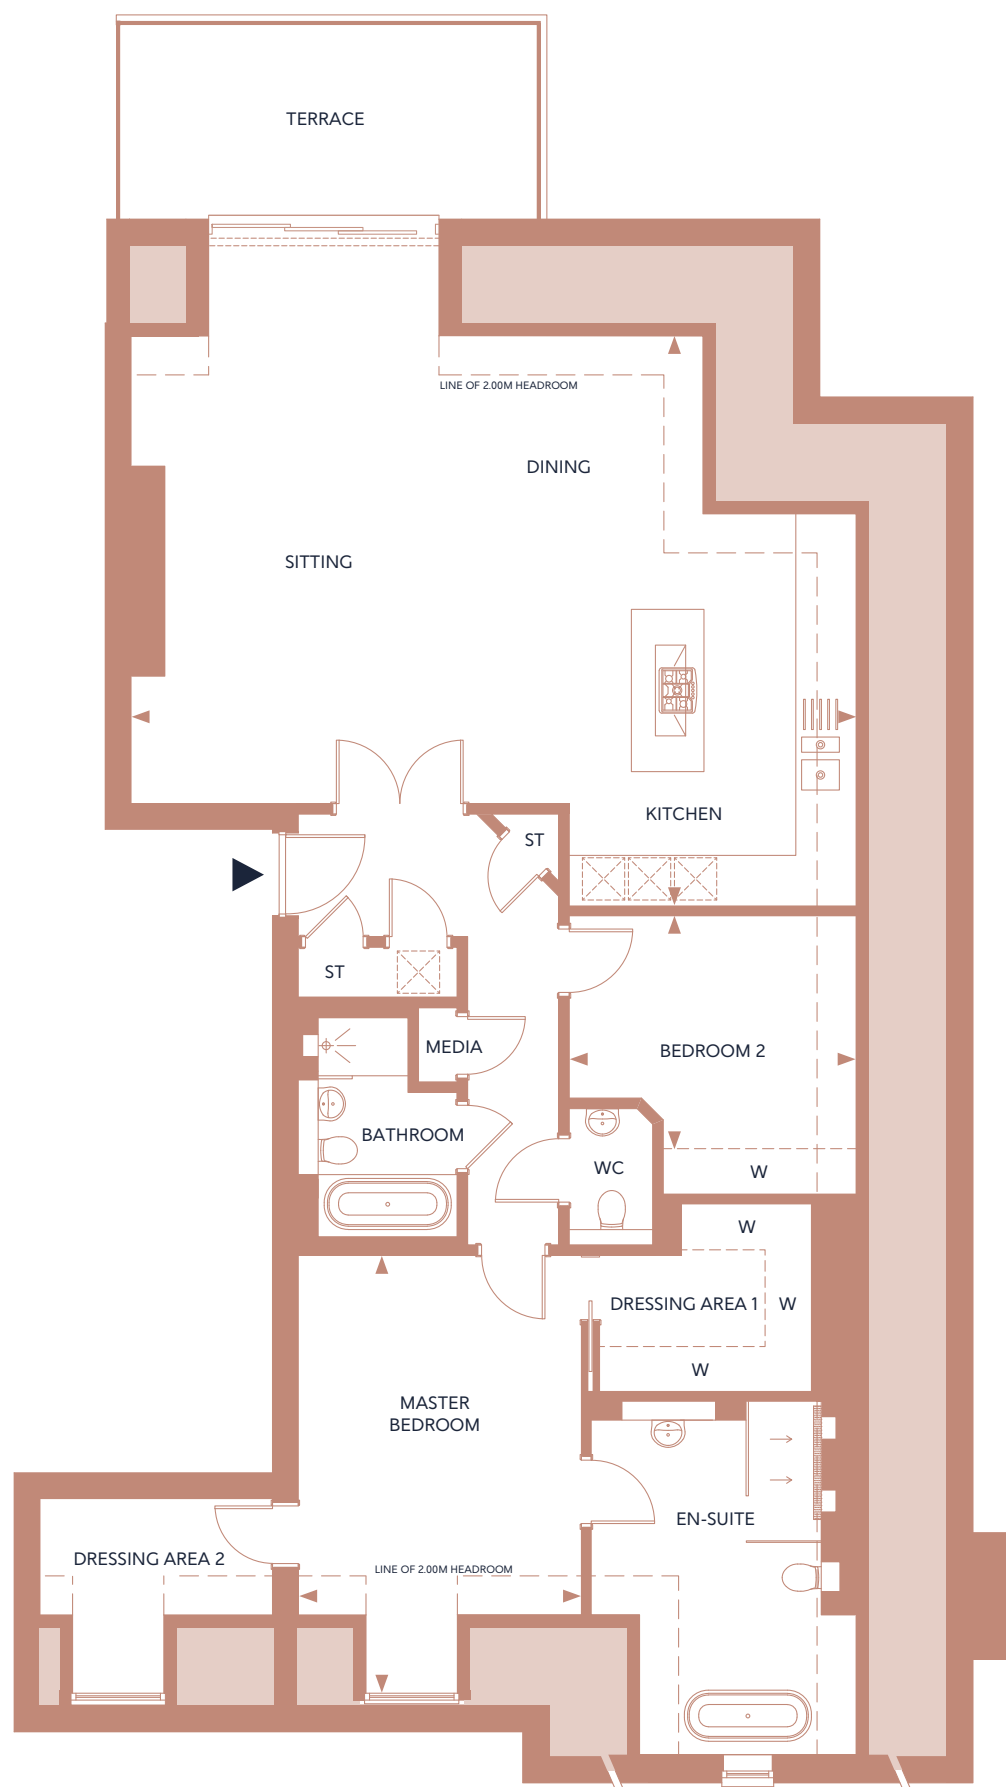 TERRACE
LINE OF 2.00M HEADROOM
DINING
SITTING
KITCHEN
ST
ST
MEDIA
BEDROOM 2
BATHROOM
WC
W
W
DRESSING AREA 1
W
W
MASTER
BEDROOM
EN-SUITE
DRESSING AREA 2
LINE OF 2.00M HEADROOM